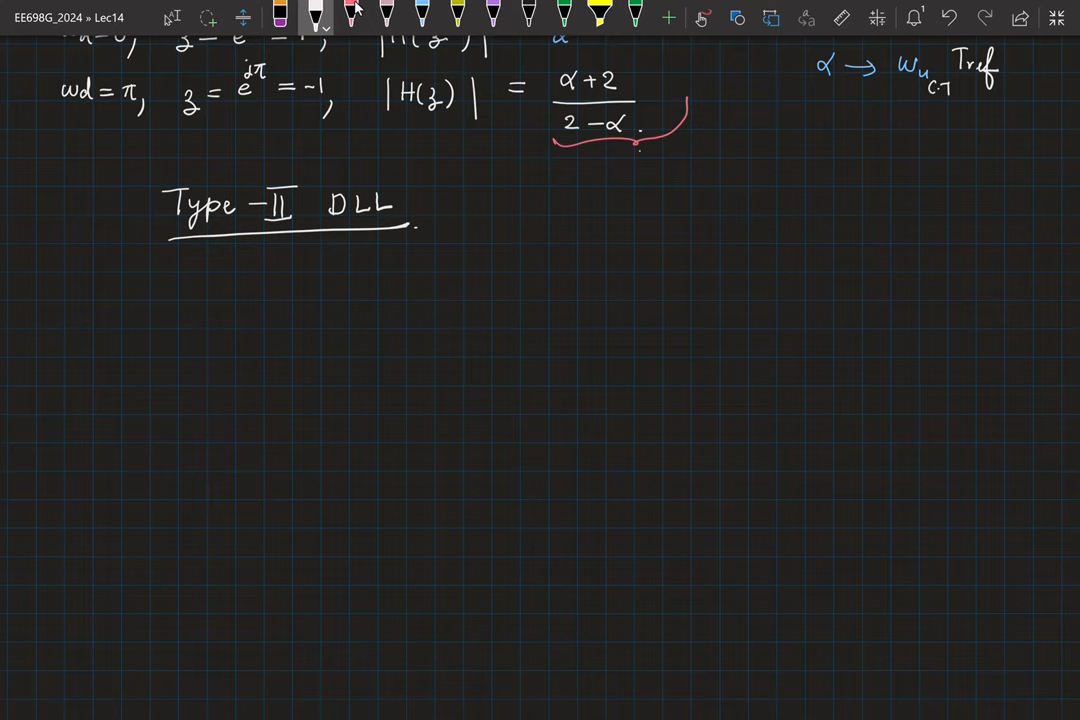 EE698G_2024 » Lec14
α → ωu C.T Tref
ωd = π, z = e^{jπ} = -1, |H(z)| = (α + 2) / (2 - α)
Type - II DLL